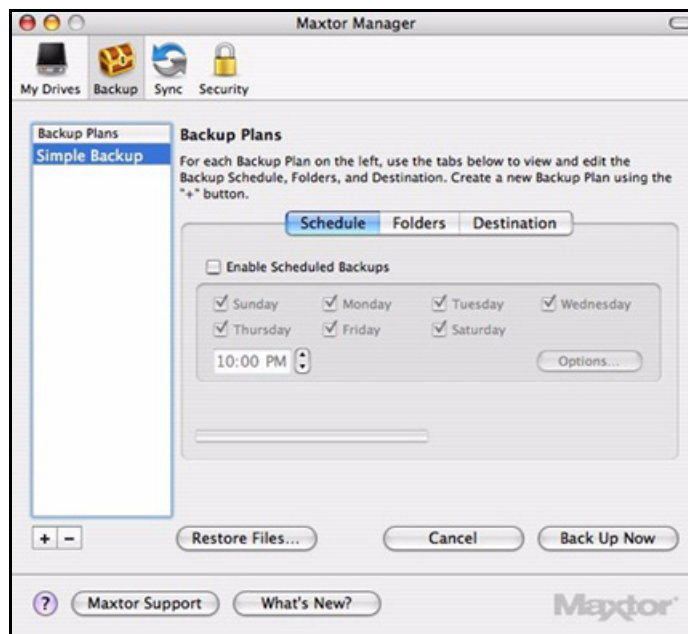 Maxtor Manager
My Drives Backup Sync Security
Backup Plans
Simple Backup
Backup Plans
For each Backup Plan on the left, use the tabs below to view and edit the
Backup Schedule, Folders, and Destination. Create a new Backup Plan using the
"+" button.
Schedule Folders Destination
Enable Scheduled Backups
Sunday Monday Tuesday Wednesday
Thursday Friday Saturday
10:00 PM Options...
+ − Restore Files... Cancel Back Up Now
? Maxtor Support What's New? Maxtor